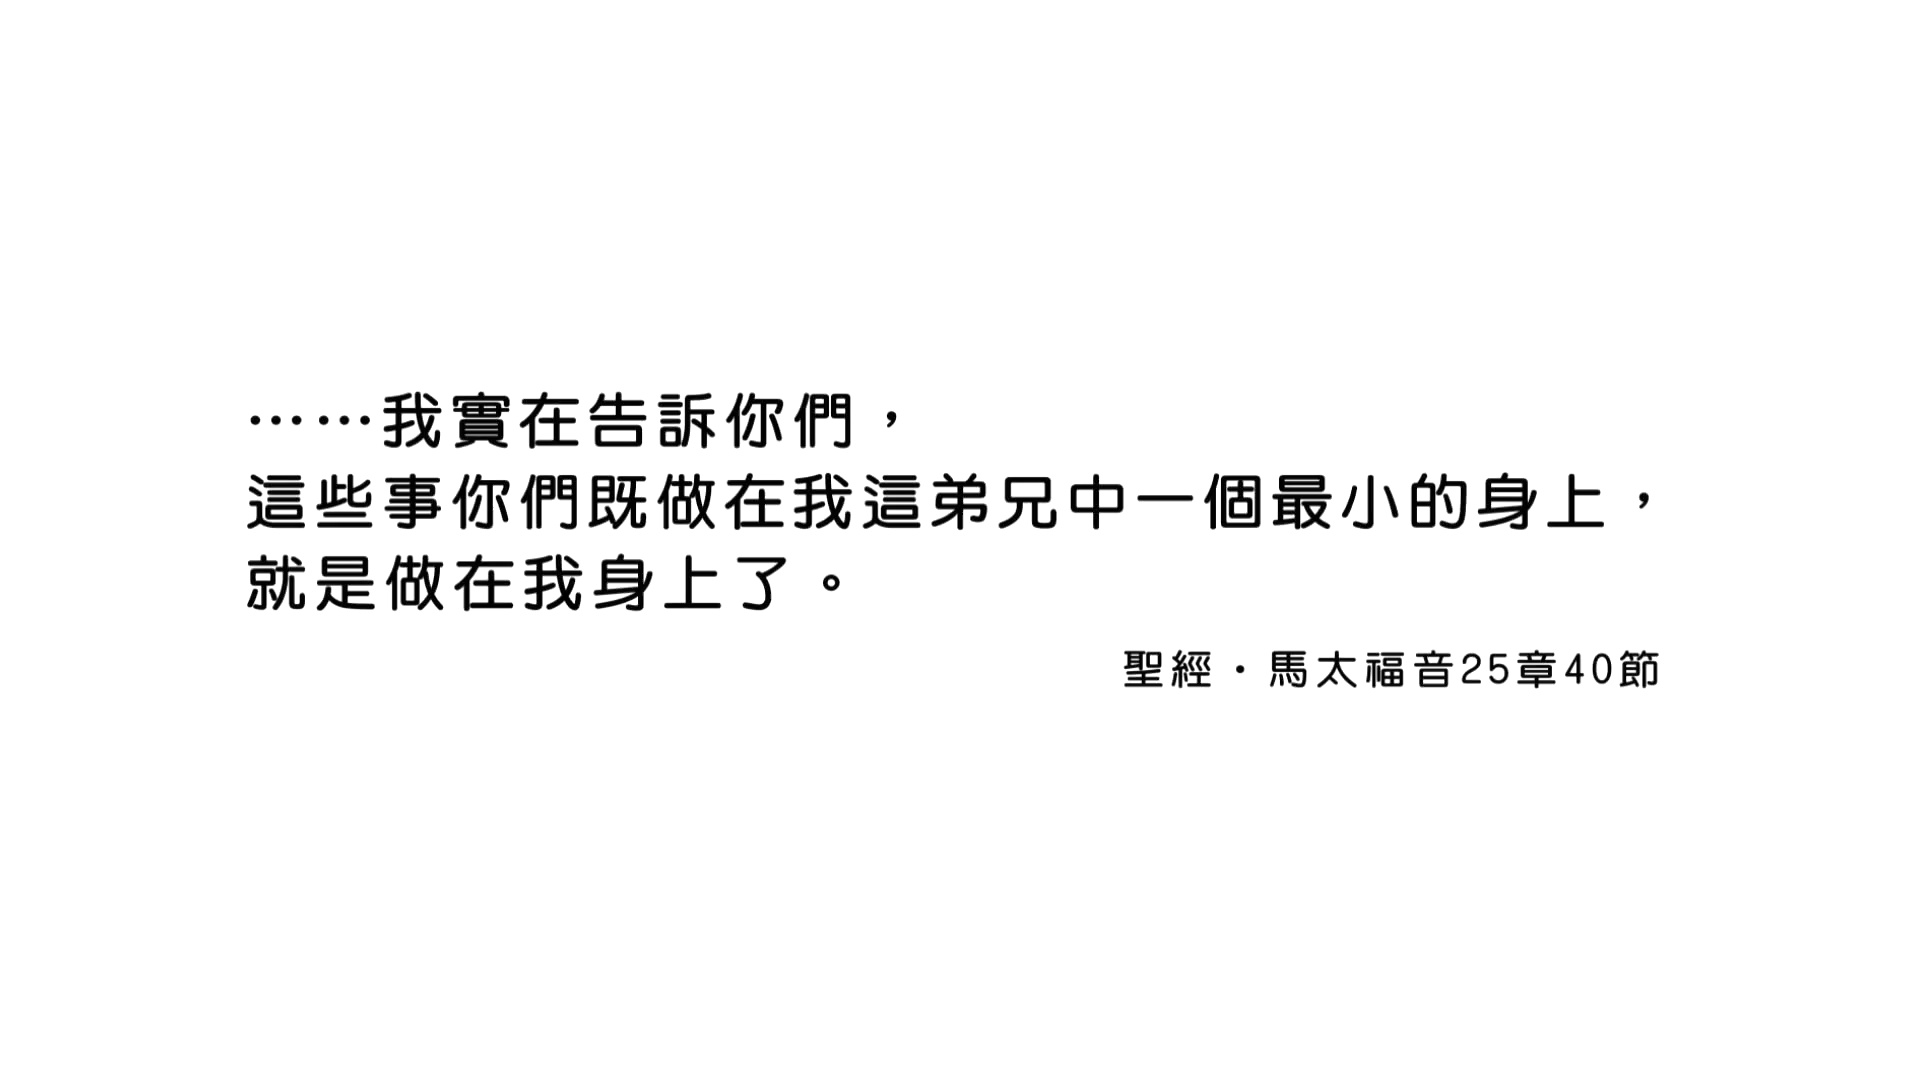 ……我實在告訴你們，
這些事你們既做在我這弟兄中一個最小的身上，
就是做在我身上了。
聖經．馬太福音25章40節